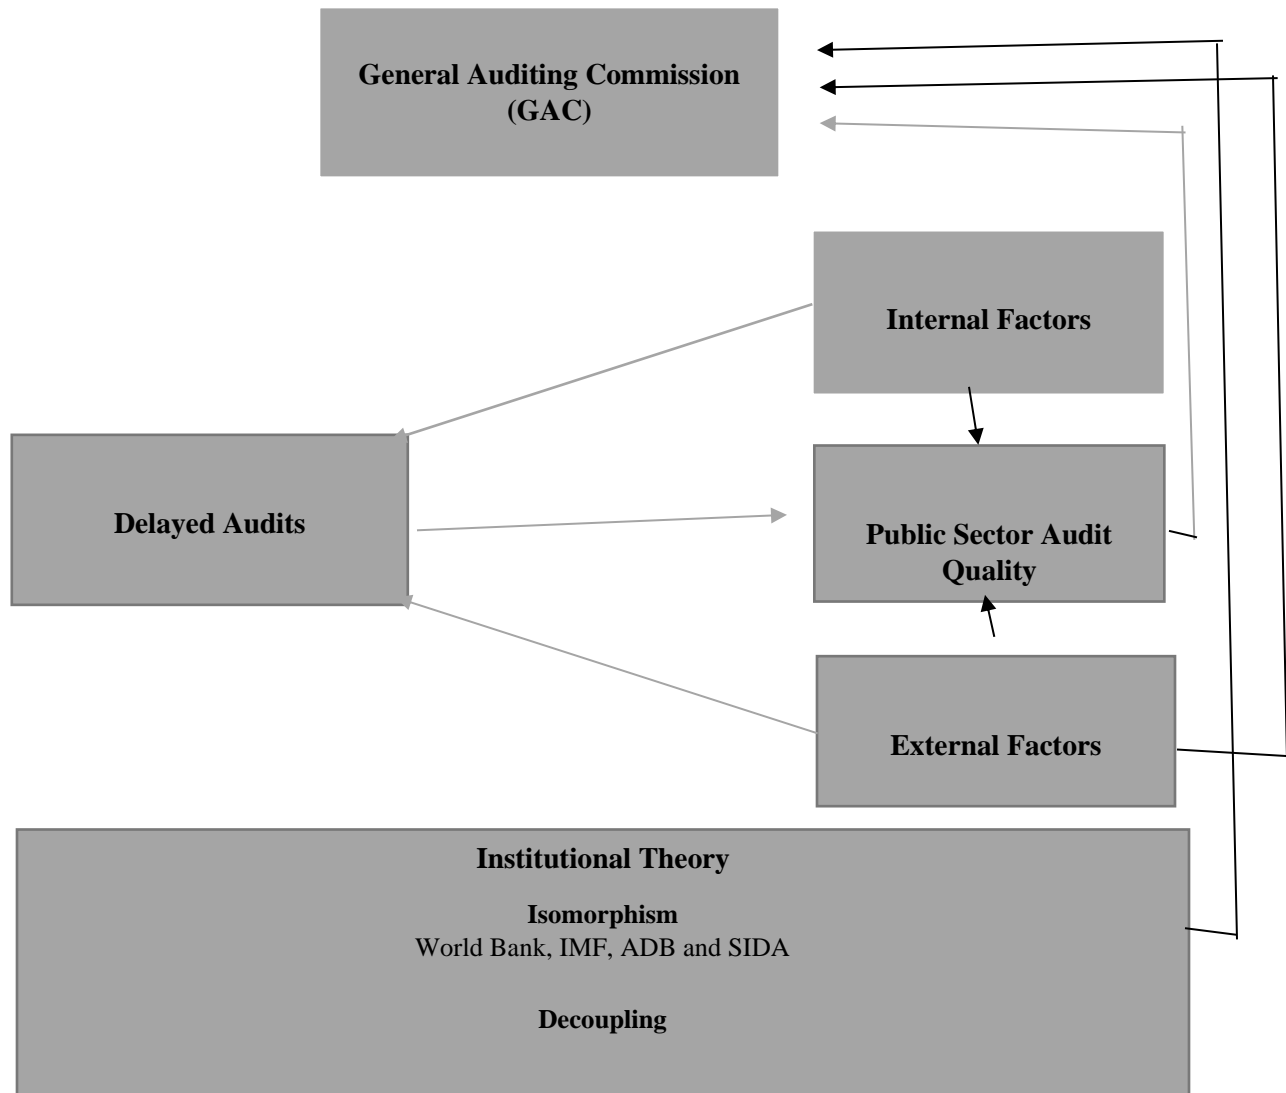 General Auditing Commission
(GAC)
Internal Factors
Delayed Audits
Public Sector Audit
Quality
External Factors
Institutional Theory
Isomorphism
World Bank, IMF, ADB and SIDA
Decoupling